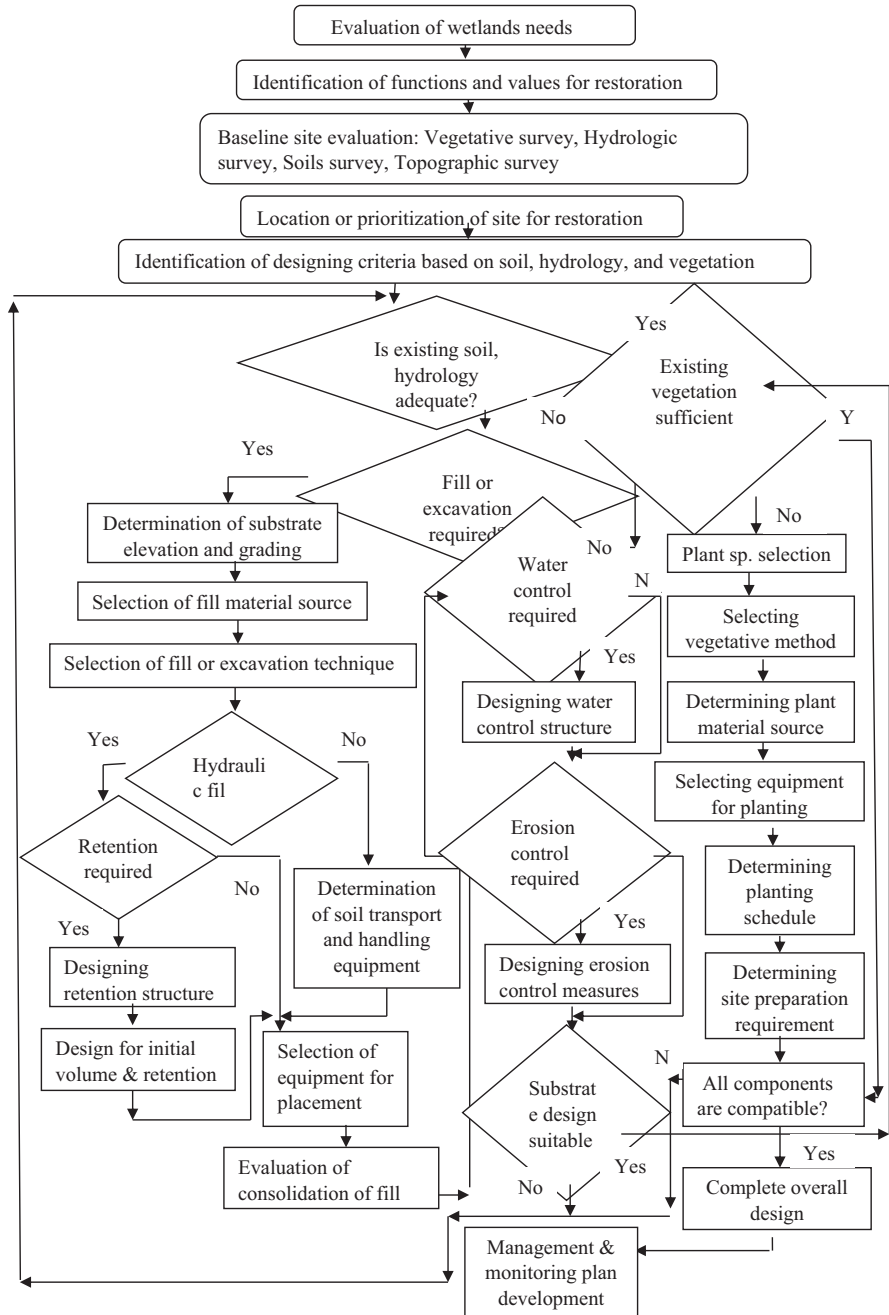 Evaluation of wetlands needs
Identification of functions and values for restoration
Baseline site evaluation: Vegetative survey, Hydrologic
survey, Soils survey, Topographic survey
Location or prioritization of site for restoration
Identification of designing criteria based on soil, hydrology, and vegetation
Is existing soil,
hydrology
adequate?
Yes
Existing
vegetation
sufficient
No
Y
Yes
Fill or
excavation
required?
No
No
Determination of substrate
elevation and grading
Selection of fill material source
Selection of fill or excavation technique
Water
control
required
N
Yes
Designing water
control structure
Plant sp. selection
Selecting
vegetative method
Determining plant
material source
Selecting equipment
for planting
Determining
planting
schedule
Determining
site preparation
requirement
Yes
Hydrauli
c fil
No
Retention
required
No
Yes
Determination
of soil transport
and handling
equipment
Designing
retention structure
Design for initial
volume & retention
Selection of
equipment for
placement
Evaluation of
consolidation of fill
Erosion
control
required
Yes
Designing erosion
control measures
Substrat
e design
suitable
N
No
Yes
All components
are compatible?
Yes
Complete overall
design
Management &
monitoring plan
development